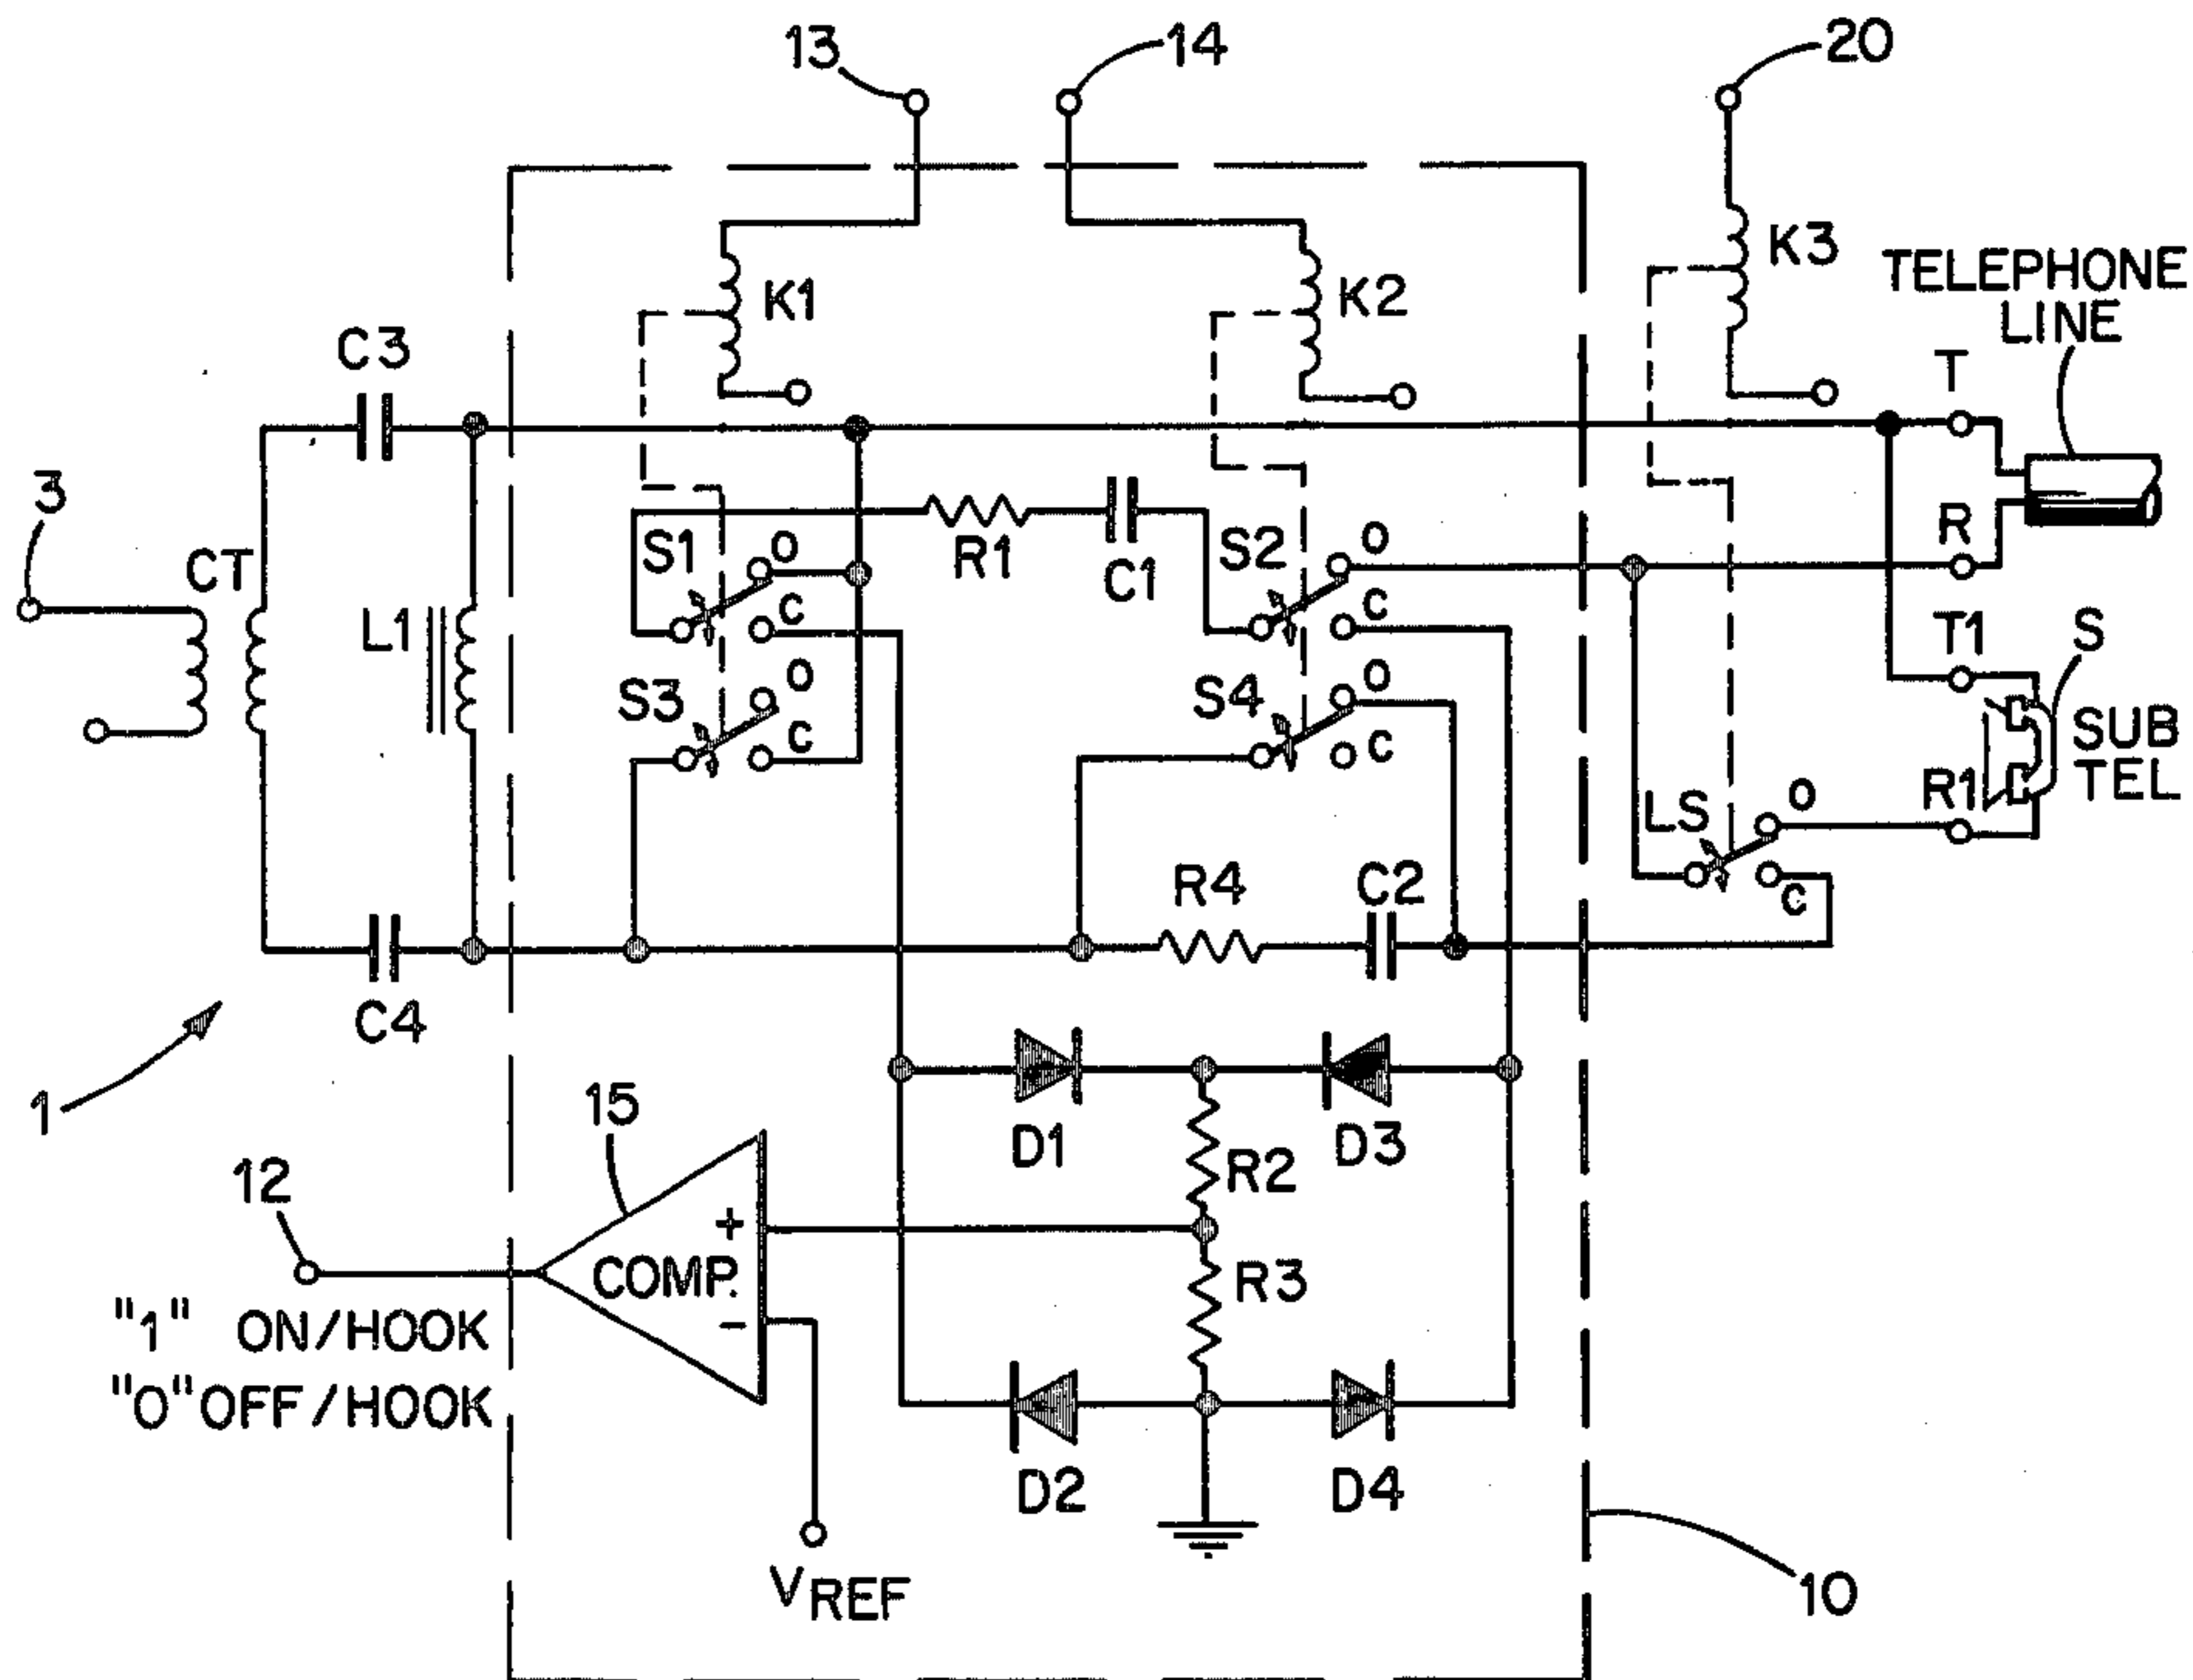 13
14
20
K1
K2
K3
TELEPHONE
LINE
C3
T
3
CT
L1
S1
O
C
R1
C1
S2
O
C
R
T1
S
S3
O
C
S4
O
C
SUB
TEL
R1
LS
O
C
R4
C2
C4
1
15
D1
D3
R2
12
+
COMP.
-
R3
"1" ON/HOOK
"0" OFF/HOOK
D2
D4
VREF
10